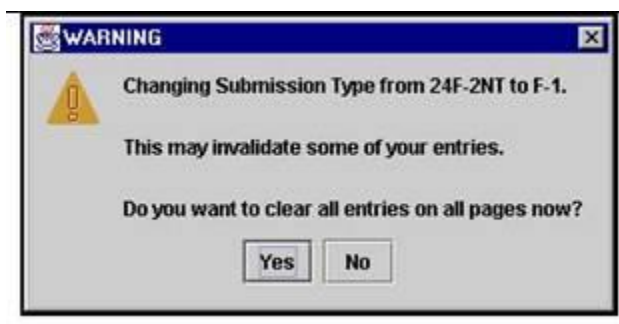 WARNING
Changing Submission Type from 24F-2NT to F-1.
This may invalidate some of your entries.
Do you want to clear all entries on all pages now?
Yes No